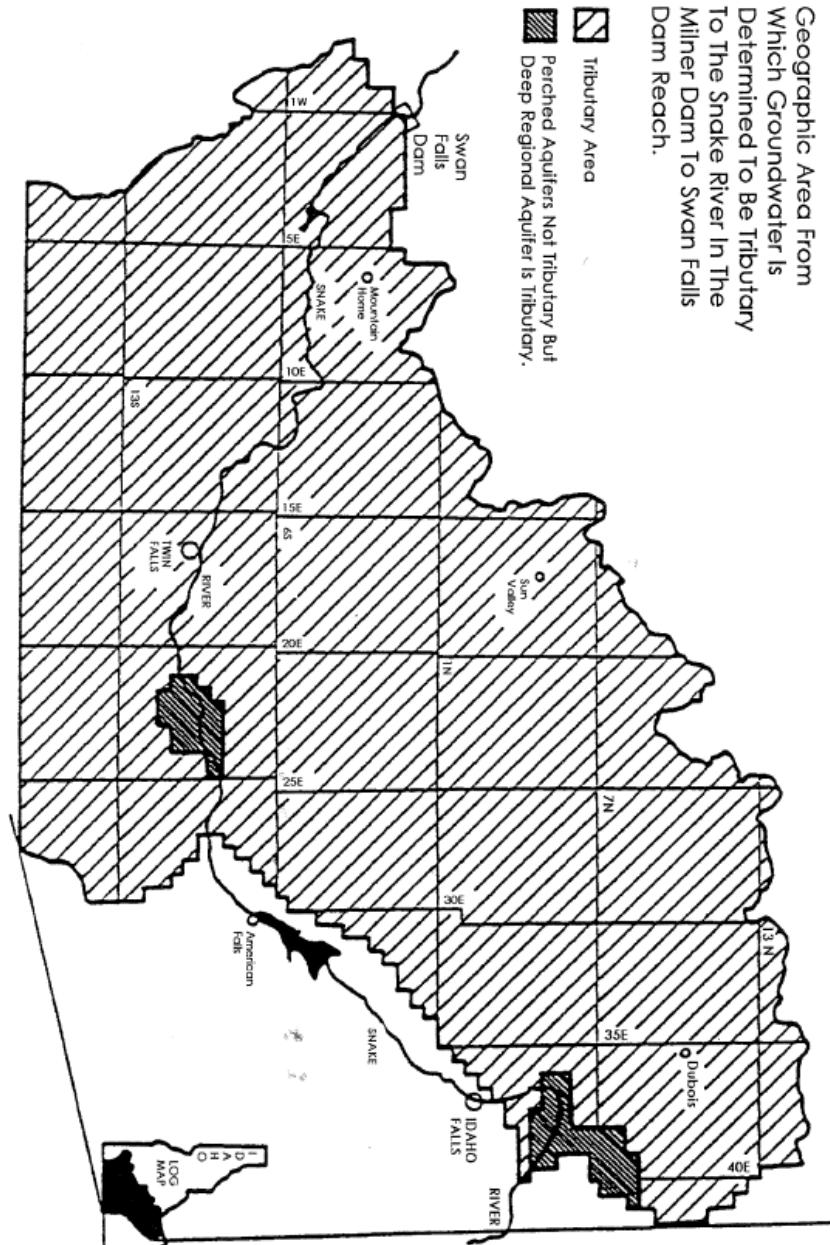 Geographic Area From
Which Groundwater Is
Determined To Be Tributary
To The Snake River In The
Milner Dam To Swan Falls
Dam Reach.
Tributary Area
Perched Aquifers Not Tributary But
Deep Regional Aquifer Is Tributary.
13 N
Dubois
7N
35E
40E
Sun
Valley
1N
30E
Swan
Falls
Dam
Mountain
Home
IDAHO
FALLS
RIVER
1W
5E
SNAKE
10E
15E
6S
20E
25E
SNAKE
American
Falls
RIVER
TWIN
FALLS
13S
IDAHO
LOG
MAP